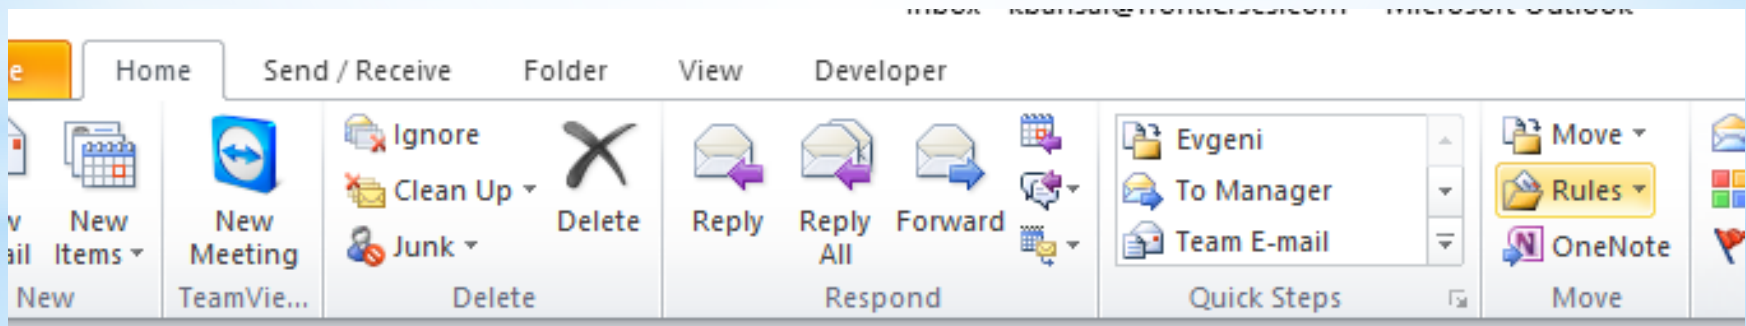 Home Send / Receive Folder View Developer
Ignore
Clean Up
Junk
Delete
New
Items
New
Meeting
Reply
Reply
All
Forward
Evgeni
To Manager
Team E-mail
Move
Rules
OneNote
New TeamVie... Delete Respond Quick Steps Move